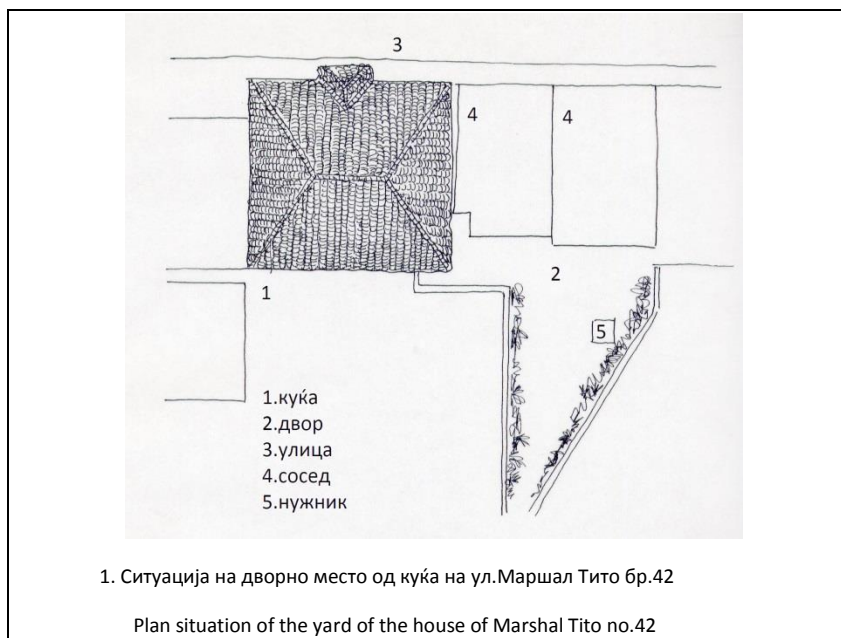 3
4
4
2
1
5
1.куќа
2.двор
3.улица
4.сосед
5.нужник
1. Ситуација на дворно место од куќа на ул.Маршал Тито бр.42
Plan situation of the yard of the house of Marshal Tito no.42